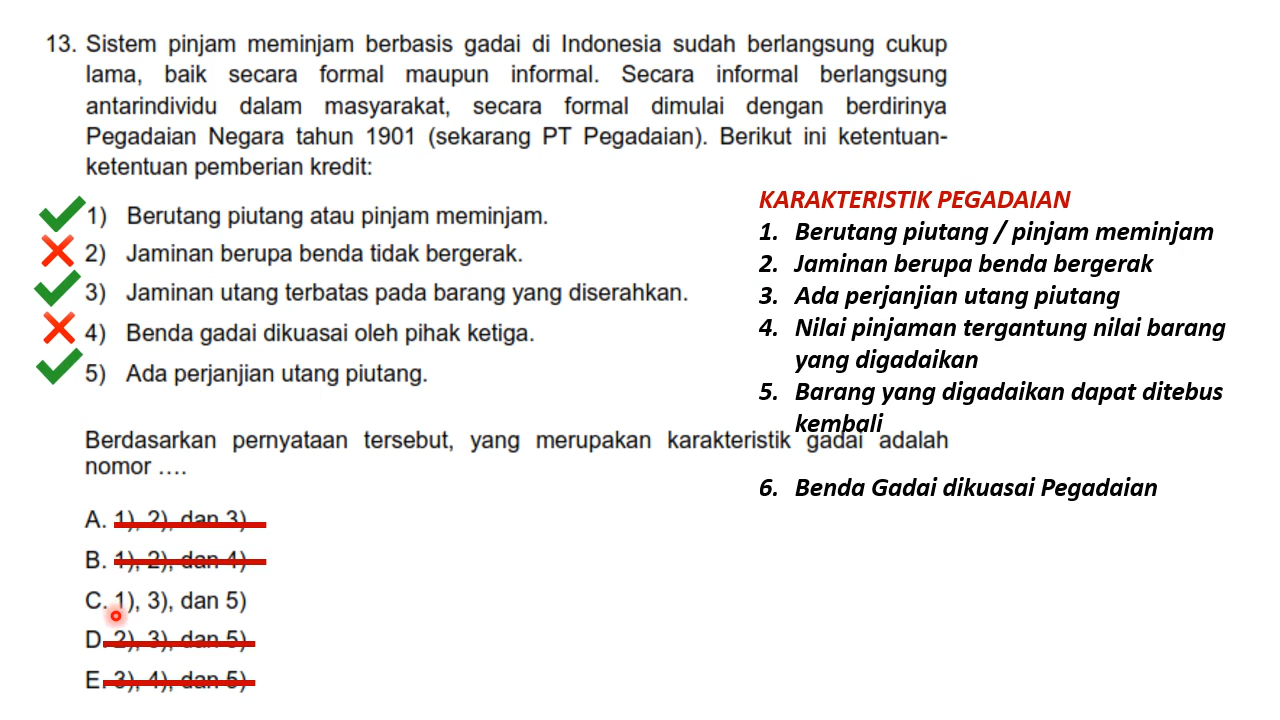 13. Sistem pinjam meminjam berbasis gadai di Indonesia sudah berlangsung cukup
lama, baik secara formal maupun informal. Secara informal berlangsung
antarindividu dalam masyarakat, secara formal dimulai dengan berdirinya
Pegadaian Negara tahun 1901 (sekarang PT Pegadaian). Berikut ini ketentuan-
ketentuan pemberian kredit:
1) Berutang piutang atau pinjam meminjam.
2) Jaminan berupa benda tidak bergerak.
3) Jaminan utang terbatas pada barang yang diserahkan.
4) Benda gadai dikuasai oleh pihak ketiga.
5) Ada perjanjian utang piutang.
Berdasarkan pernyataan tersebut, yang merupakan karakteristik gadai adalah
nomor ....
A. 1), 2), dan 3)
B. 1), 2), dan 4)
C. 1), 3), dan 5)
D. 2), 3), dan 5)
E. 3), 4), dan 5)
KARAKTERISTIK PEGADAIAN
1. Berutang piutang / pinjam meminjam
2. Jaminan berupa benda bergerak
3. Ada perjanjian utang piutang
4. Nilai pinjaman tergantung nilai barang
yang digadaikan
5. Barang yang digadaikan dapat ditebus
kembali
6. Benda Gadai dikuasai Pegadaian